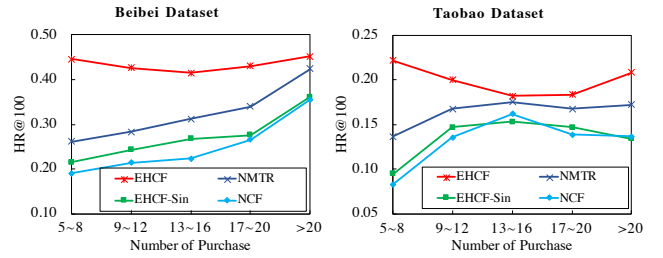 Beibei Dataset
0.50
0.40
0.30
0.20
0.10
HR@100
EHCF
NMTR
EHCF-Sin
NCF
5~8
9~12
13~16
17~20
>20
Number of Purchase
Taobao Dataset
0.25
0.20
0.15
0.10
0.05
HR@100
EHCF
NMTR
EHCF-Sin
NCF
5~8
9~12
13~16
17~20
>20
Number of Purchase